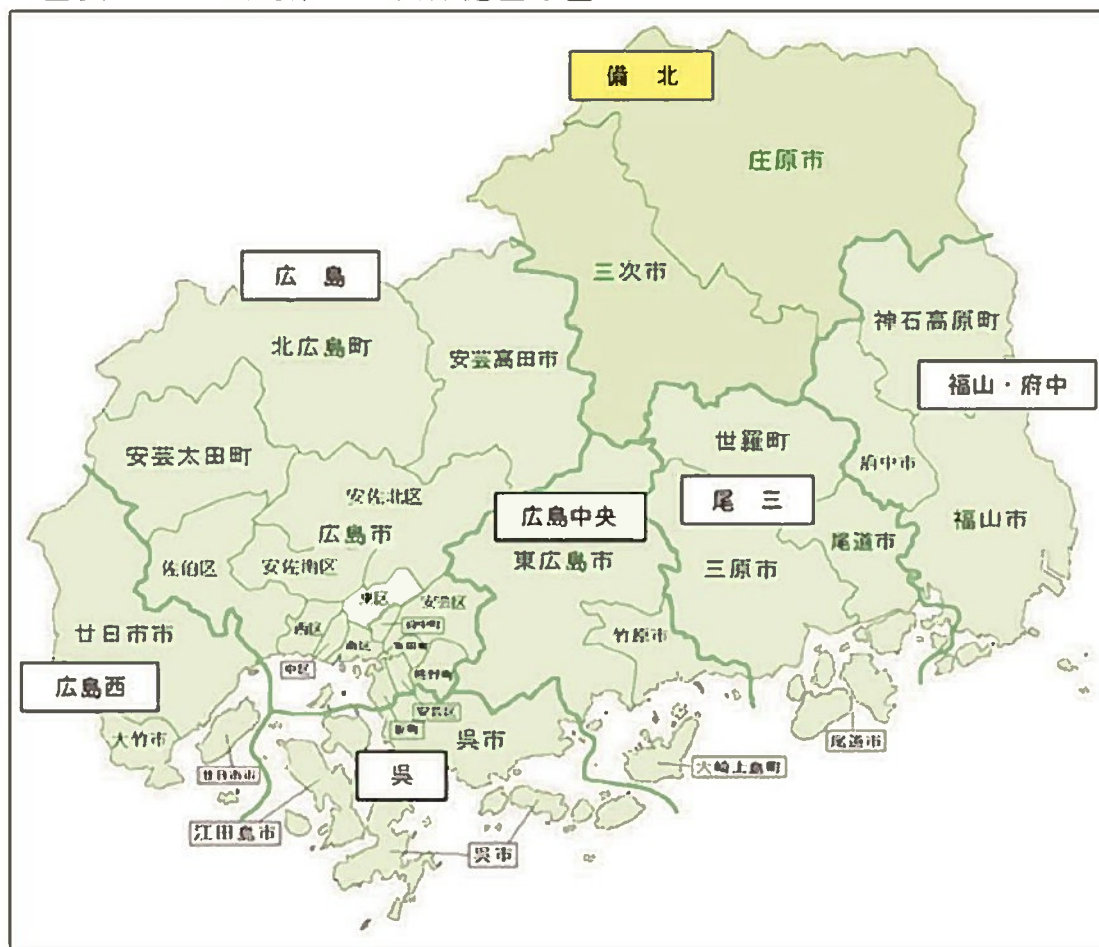 備北
庄原市
三次市
広島
北広島町
安芸高田市
神石高原町
福山・府中
安芸太田町
世羅町
府中市
安佐北区
尾三
広島中央
福山市
広島市
尾道市
佐伯区
安佐南区
東広島市
三原市
東区
安芸区
廿日市市
西区
南区
竹原市
中区
広島西
安芸区
呉市
大竹市
尾道市
大崎上島町
廿日市市
呉
江田島市
呉市